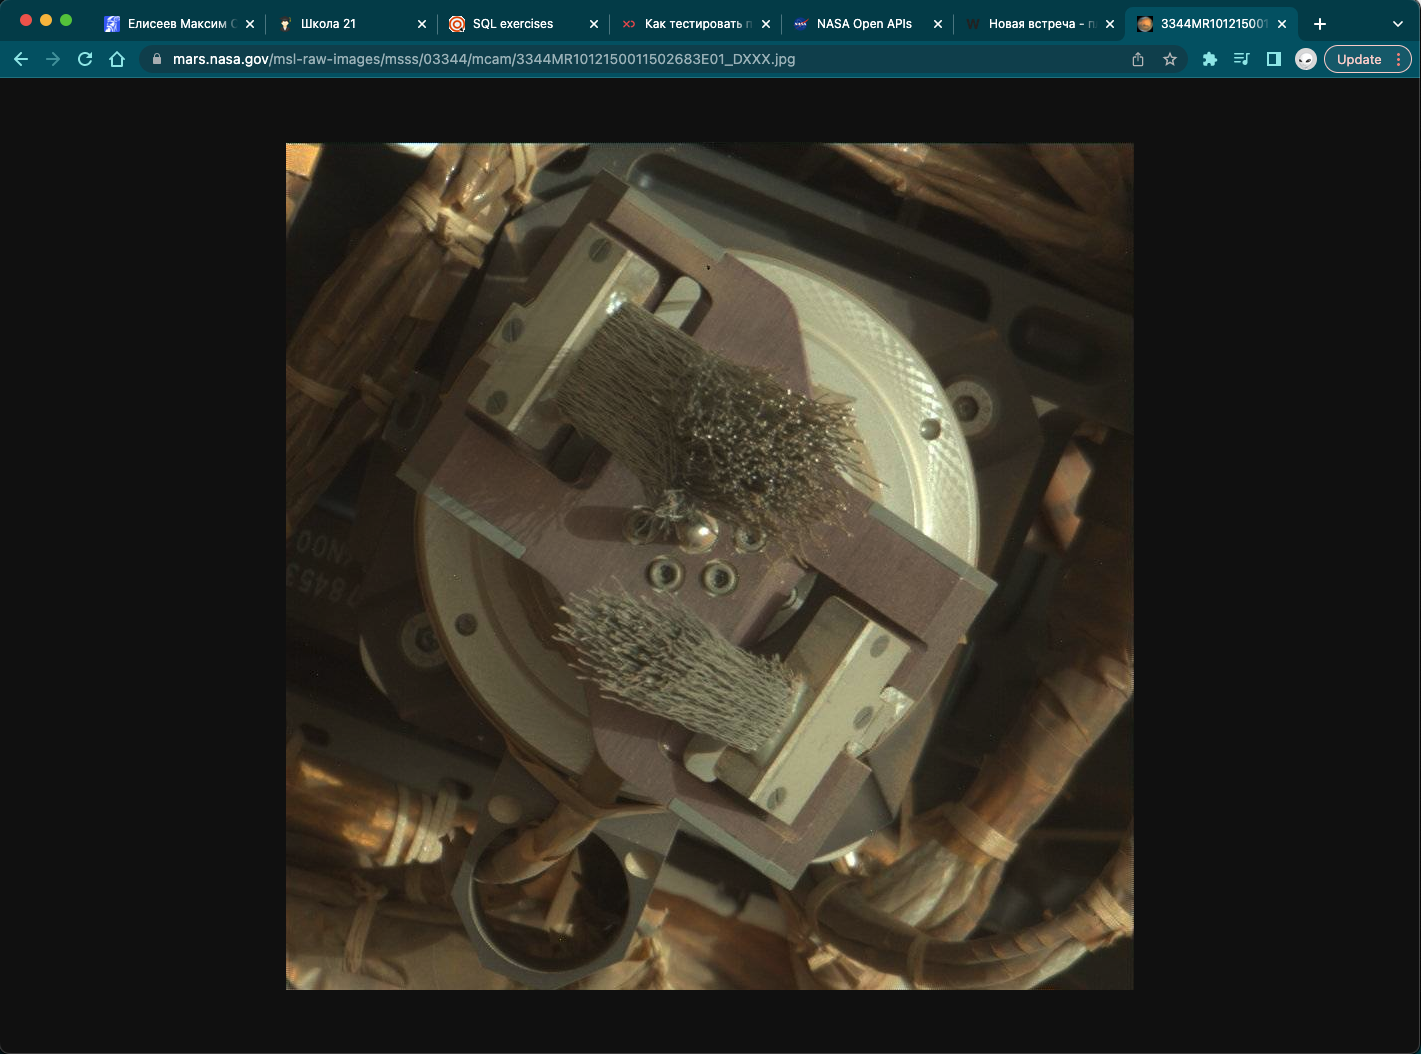 Елисеев Максим
Школа 21
SQL exercises
Как тестировать
NASA Open APIs
Новая встреча -
3344MR101215001
mars.nasa.gov/msl-raw-images/msss/03344/mcam/3344MR1012150011502683E01_DXXX.jpg
Update